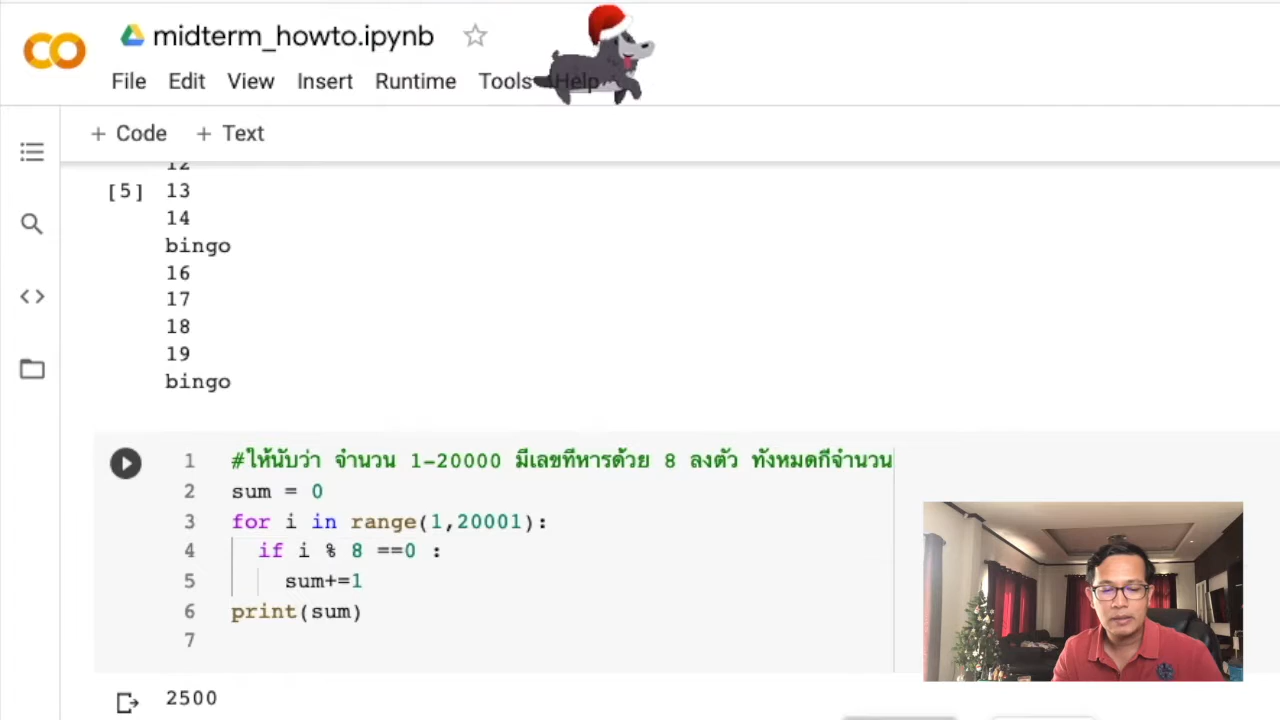 midterm_howto.ipynb
File Edit View Insert Runtime Tools Help
+ Code + Text
12
[5] 13
14
bingo
16
17
18
19
bingo
1 #ให้นับว่า จำนวน 1-20000 มีเลขที่หารด้วย 8 ลงตัว ทั้งหมดกี่จำนวน
2 sum = 0
3 for i in range(1,20001):
4 if i % 8 ==0 :
5 sum+=1
6 print(sum)
7
2500